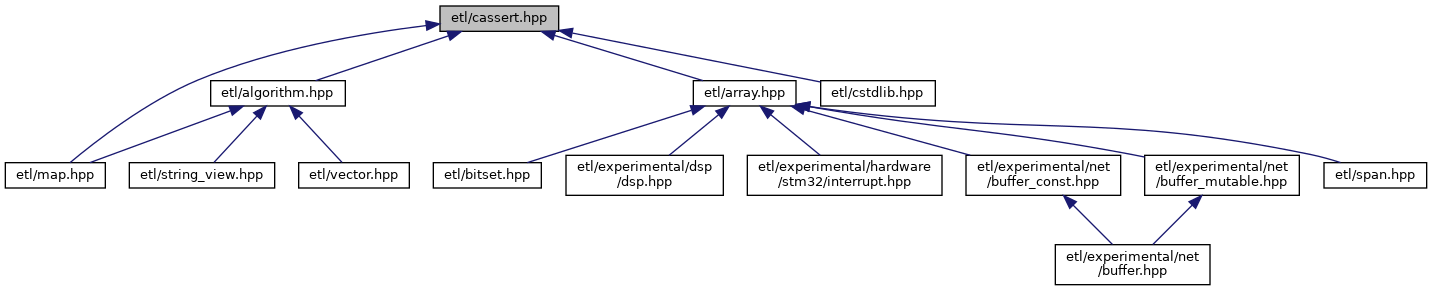 etl/cassert.hpp
etl/algorithm.hpp
etl/array.hpp
etl/cstdlib.hpp
etl/map.hpp
etl/string_view.hpp
etl/vector.hpp
etl/bitset.hpp
etl/experimental/dsp
/dsp.hpp
etl/experimental/hardware
/stm32/interrupt.hpp
etl/experimental/net
/buffer_const.hpp
etl/experimental/net
/buffer_mutable.hpp
etl/span.hpp
etl/experimental/net
/buffer.hpp